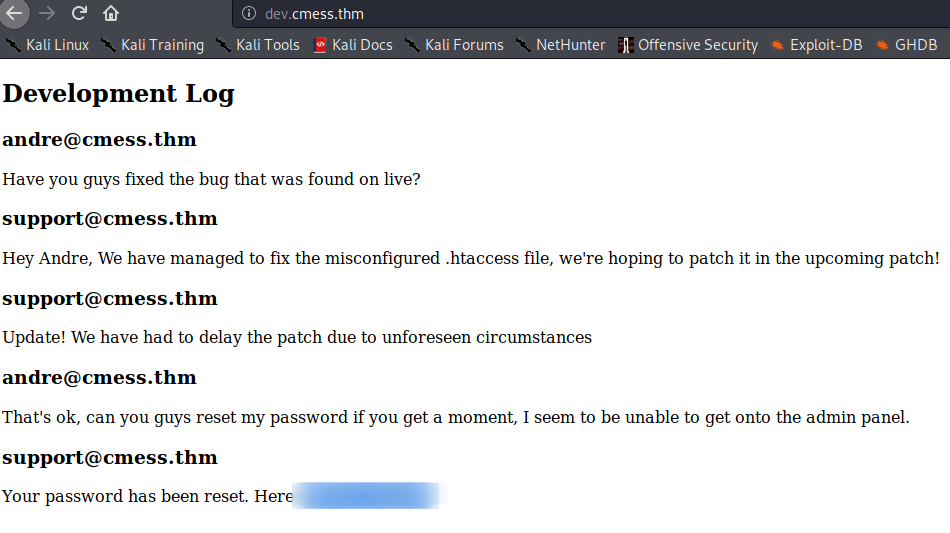 dev.cmess.thm
Kali Linux Kali Training Kali Tools Kali Docs Kali Forums NetHunter Offensive Security Exploit-DB GHDB
Development Log
andre@cmess.thm
Have you guys fixed the bug that was found on live?
support@cmess.thm
Hey Andre, We have managed to fix the misconfigured .htaccess file, we're hoping to patch it in the upcoming patch!
support@cmess.thm
Update! We have had to delay the patch due to unforeseen circumstances
andre@cmess.thm
That's ok, can you guys reset my password if you get a moment, I seem to be unable to get onto the admin panel.
support@cmess.thm
Your password has been reset. Here